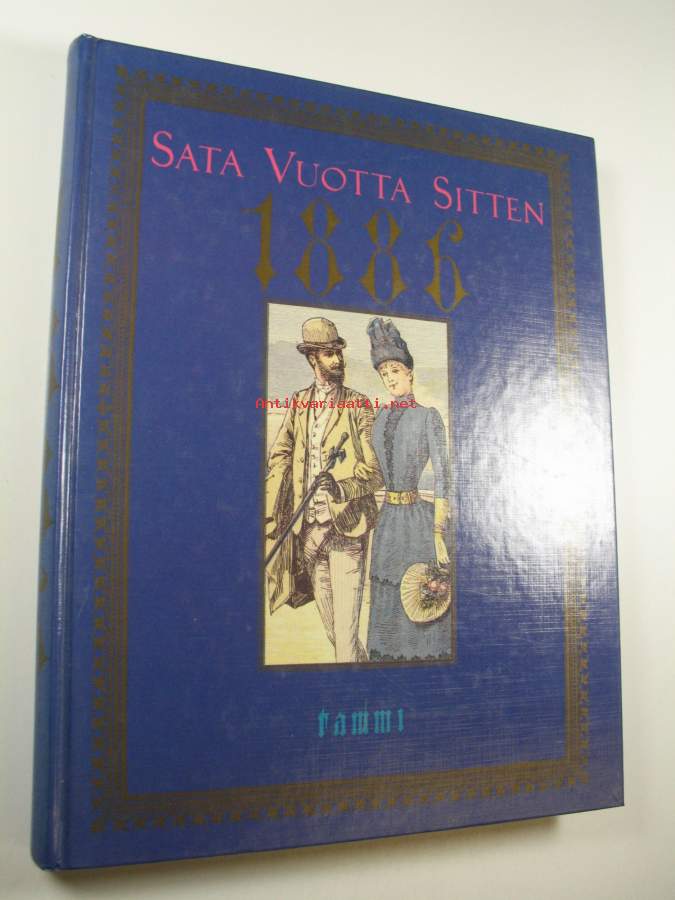 SATA VUOTTA SITTEN
1886
Antikvariaatti.net
tammi